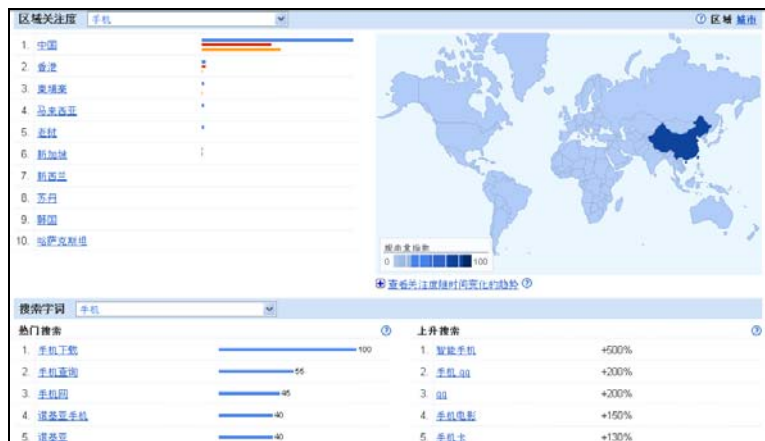 区域关注度 手机 区域 城市
1. 中国
2. 香港
3. 柬埔寨
4. 马来西亚
5. 老挝
6. 新加坡
7. 新西兰
8. 苏丹
9. 韩国
10. 哈萨克斯坦
搜索量指数
0 100
查看关注度随时间变化的趋势
搜索字词 手机
热门搜索
1. 手机下载 100
2. 手机查询 55
3. 手机网 45
4. 诺基亚手机 40
5. 诺基亚 40
上升搜索
1. 智能手机 +500%
2. 手机 qq +200%
3. qq +200%
4. 手机电影 +150%
5. 手机卡 +130%